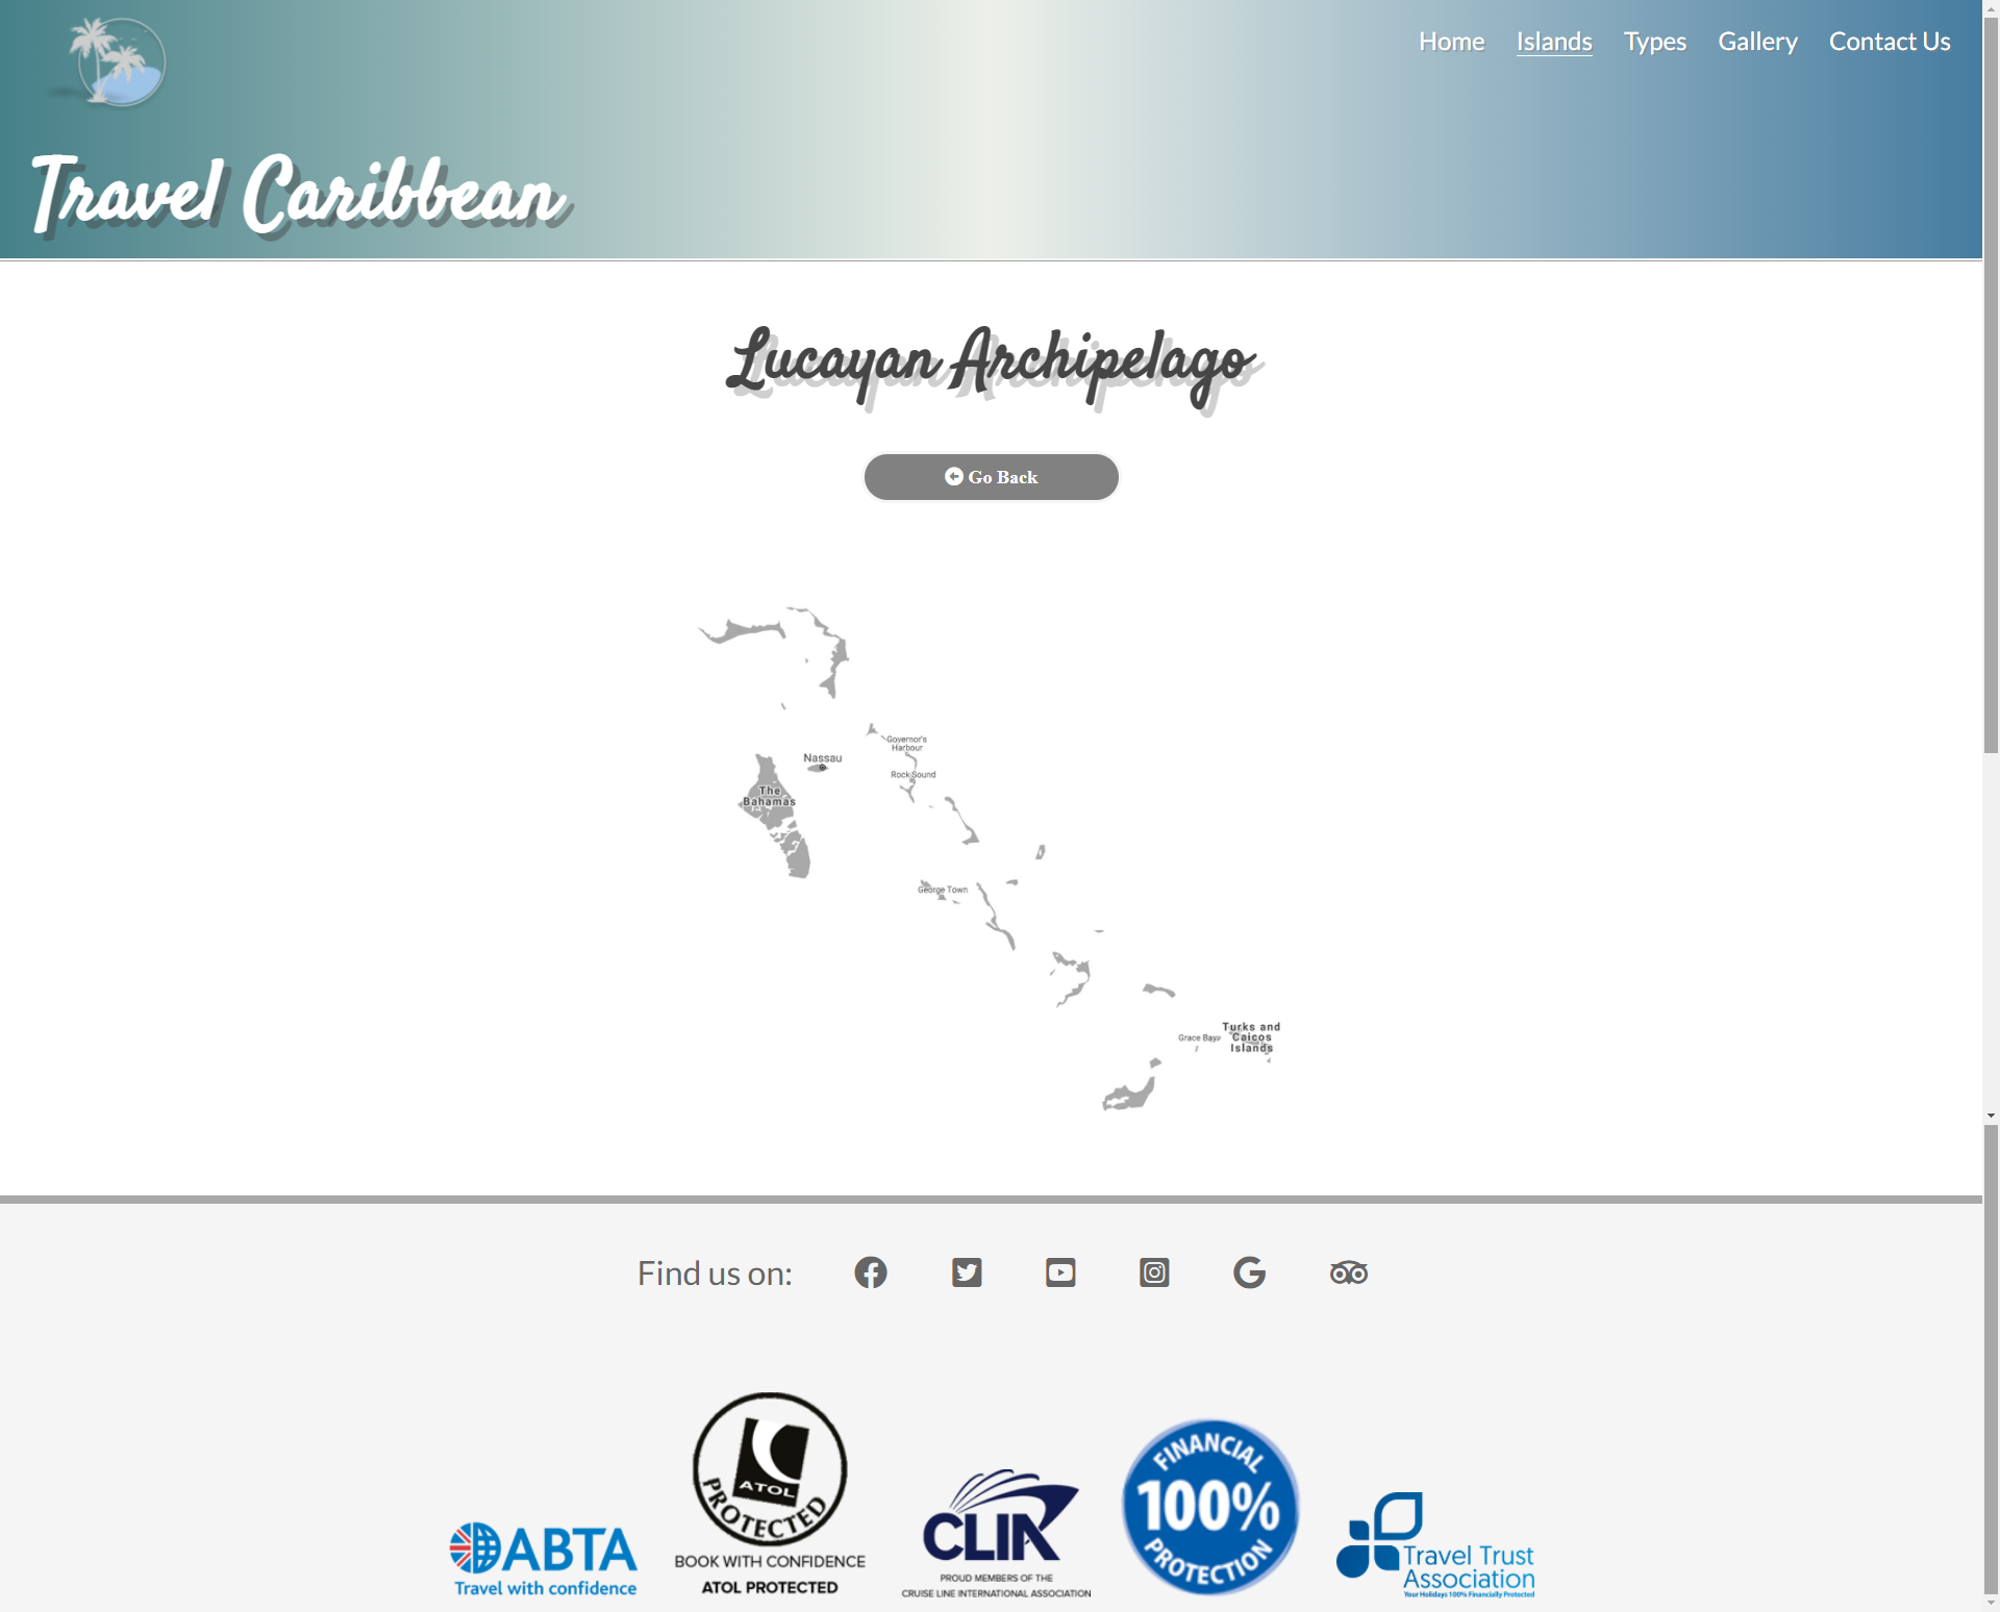 Home Islands Types Gallery Contact Us
Travel Caribbean
Lucayan Archipelago
Go Back
Governor's
Harbour
Nassau
Rock Sound
The
Bahamas
George Town
Turks and
Grace Bay Caicos
Islands
Find us on:
ATOL
PROTECTED
BOOK WITH CONFIDENCE
ATOL PROTECTED
ABTA
Travel with confidence
CLIA
PROUD MEMBERS OF THE
CRUISE LINE INTERNATIONAL ASSOCIATION
FINANCIAL
100%
PROTECTION
Travel Trust
Association
Your Holidays 100% Financially Protected